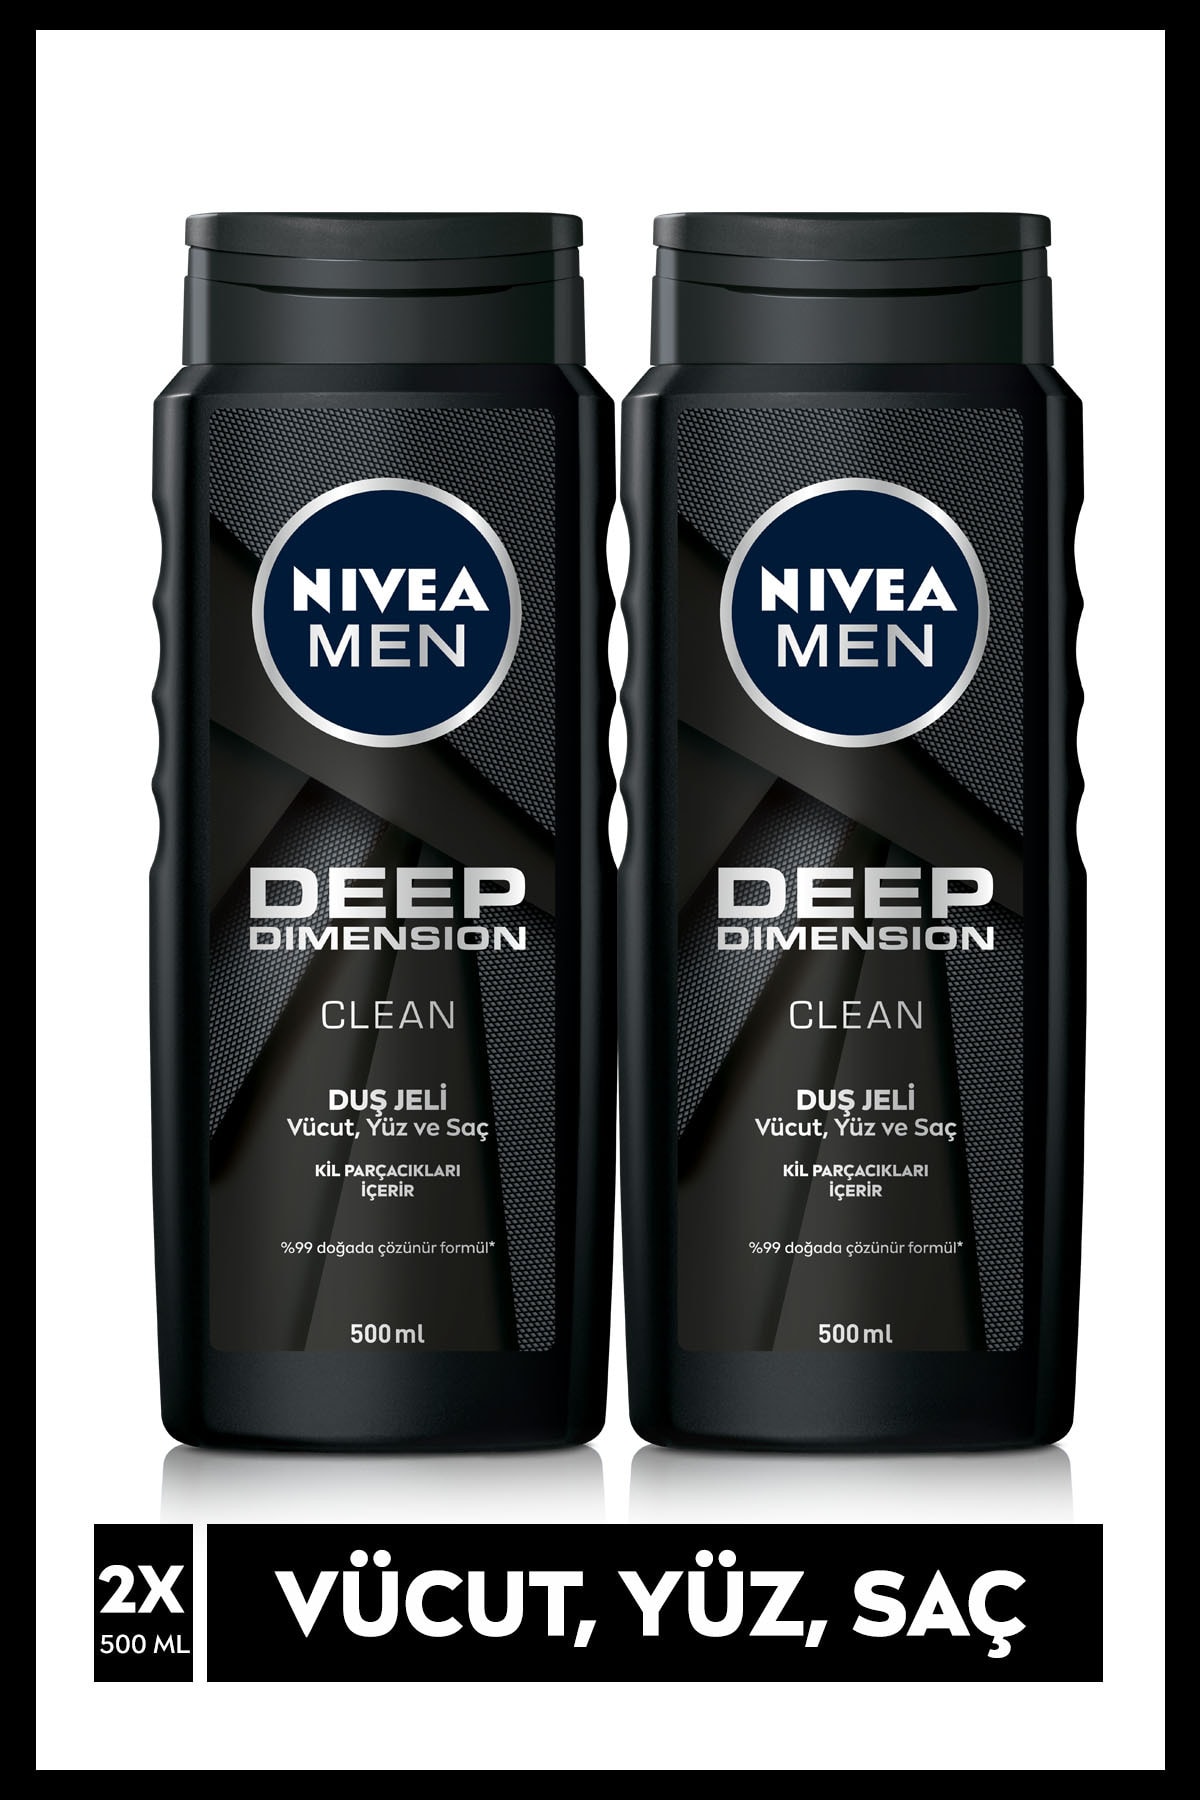 NIVEA
MEN
DEEP
DIMENSION
CLEAN
DUŞ JELİ
Vücut, Yüz ve Saç
KİL PARÇACIKLARI
İÇERİR
%99 doğada çözünür formül*
500 ml
NIVEA
MEN
DEEP
DIMENSION
CLEAN
DUŞ JELİ
Vücut, Yüz ve Saç
KİL PARÇACIKLARI
İÇERİR
%99 doğada çözünür formül*
500 ml
2X
500 ML
VÜCUT, YÜZ, SAÇ